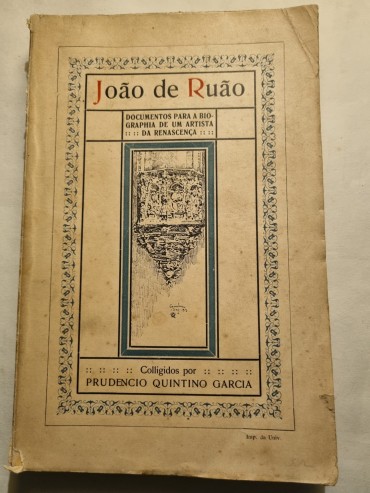 João de Ruão
DOCUMENTOS PARA A BIO-
GRAPHIA DE UM ARTISTA
:: :: DA RENASCENÇA :: ::
:: :: :: :: Colligidos por :: :: :: ::
PRUDENCIO QUINTINO GARCIA
Imp. da Univ.